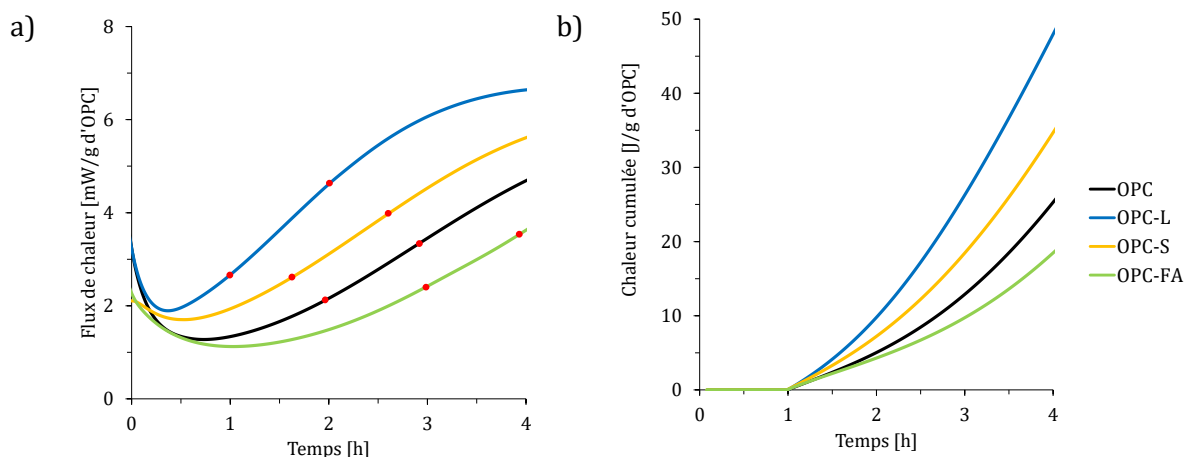 a)
Flux de chaleur [mW/g d'OPC]
8
6
4
2
0
0 1 2 3 4
Temps [h]
b)
Chaleur cumulée [J/g d'OPC]
50
40
30
20
10
0
0 1 2 3 4
Temps [h]
OPC
OPC-L
OPC-S
OPC-FA